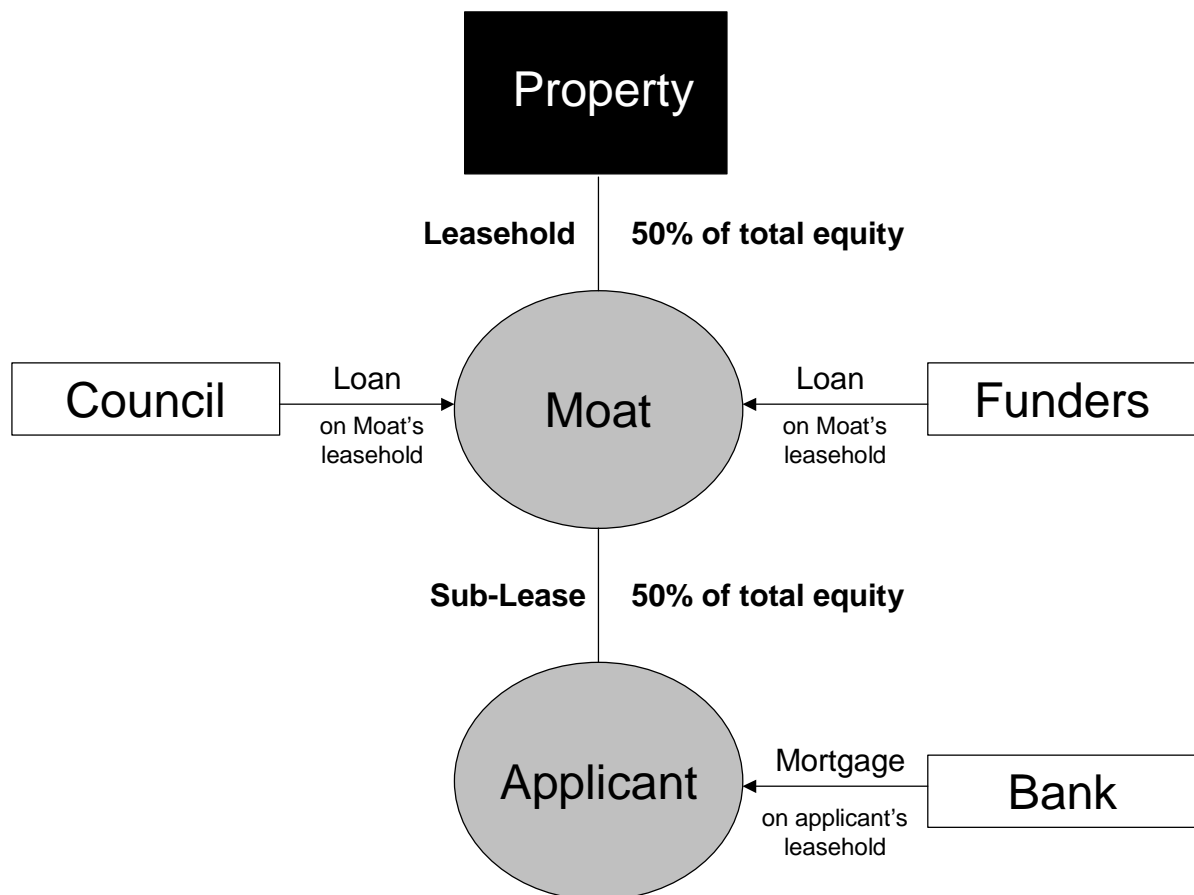 Property
Leasehold 50% of total equity
Council
Loan
on Moat's
leasehold
Moat
Loan
on Moat's
leasehold
Funders
Sub-Lease 50% of total equity
Applicant
Mortgage
on applicant's
leasehold
Bank